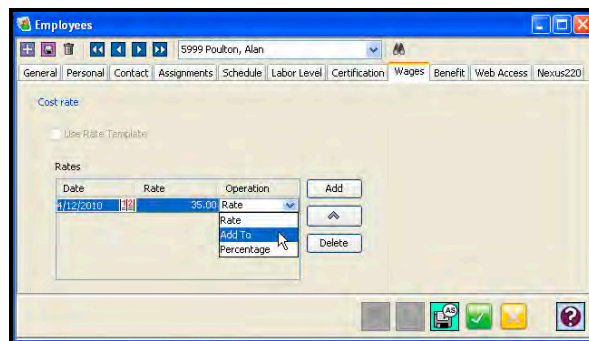 Employees
5999 Poulton, Alan
General Personal Contact Assignments Schedule Labor Level Certification Wages Benefit Web Access Nexus220
Cost rate
Use Rate Template
Rates
Date Rate Operation Add
4/12/2010 12 35.00 Rate
Rate
Add To
Percentage Delete
AS
?